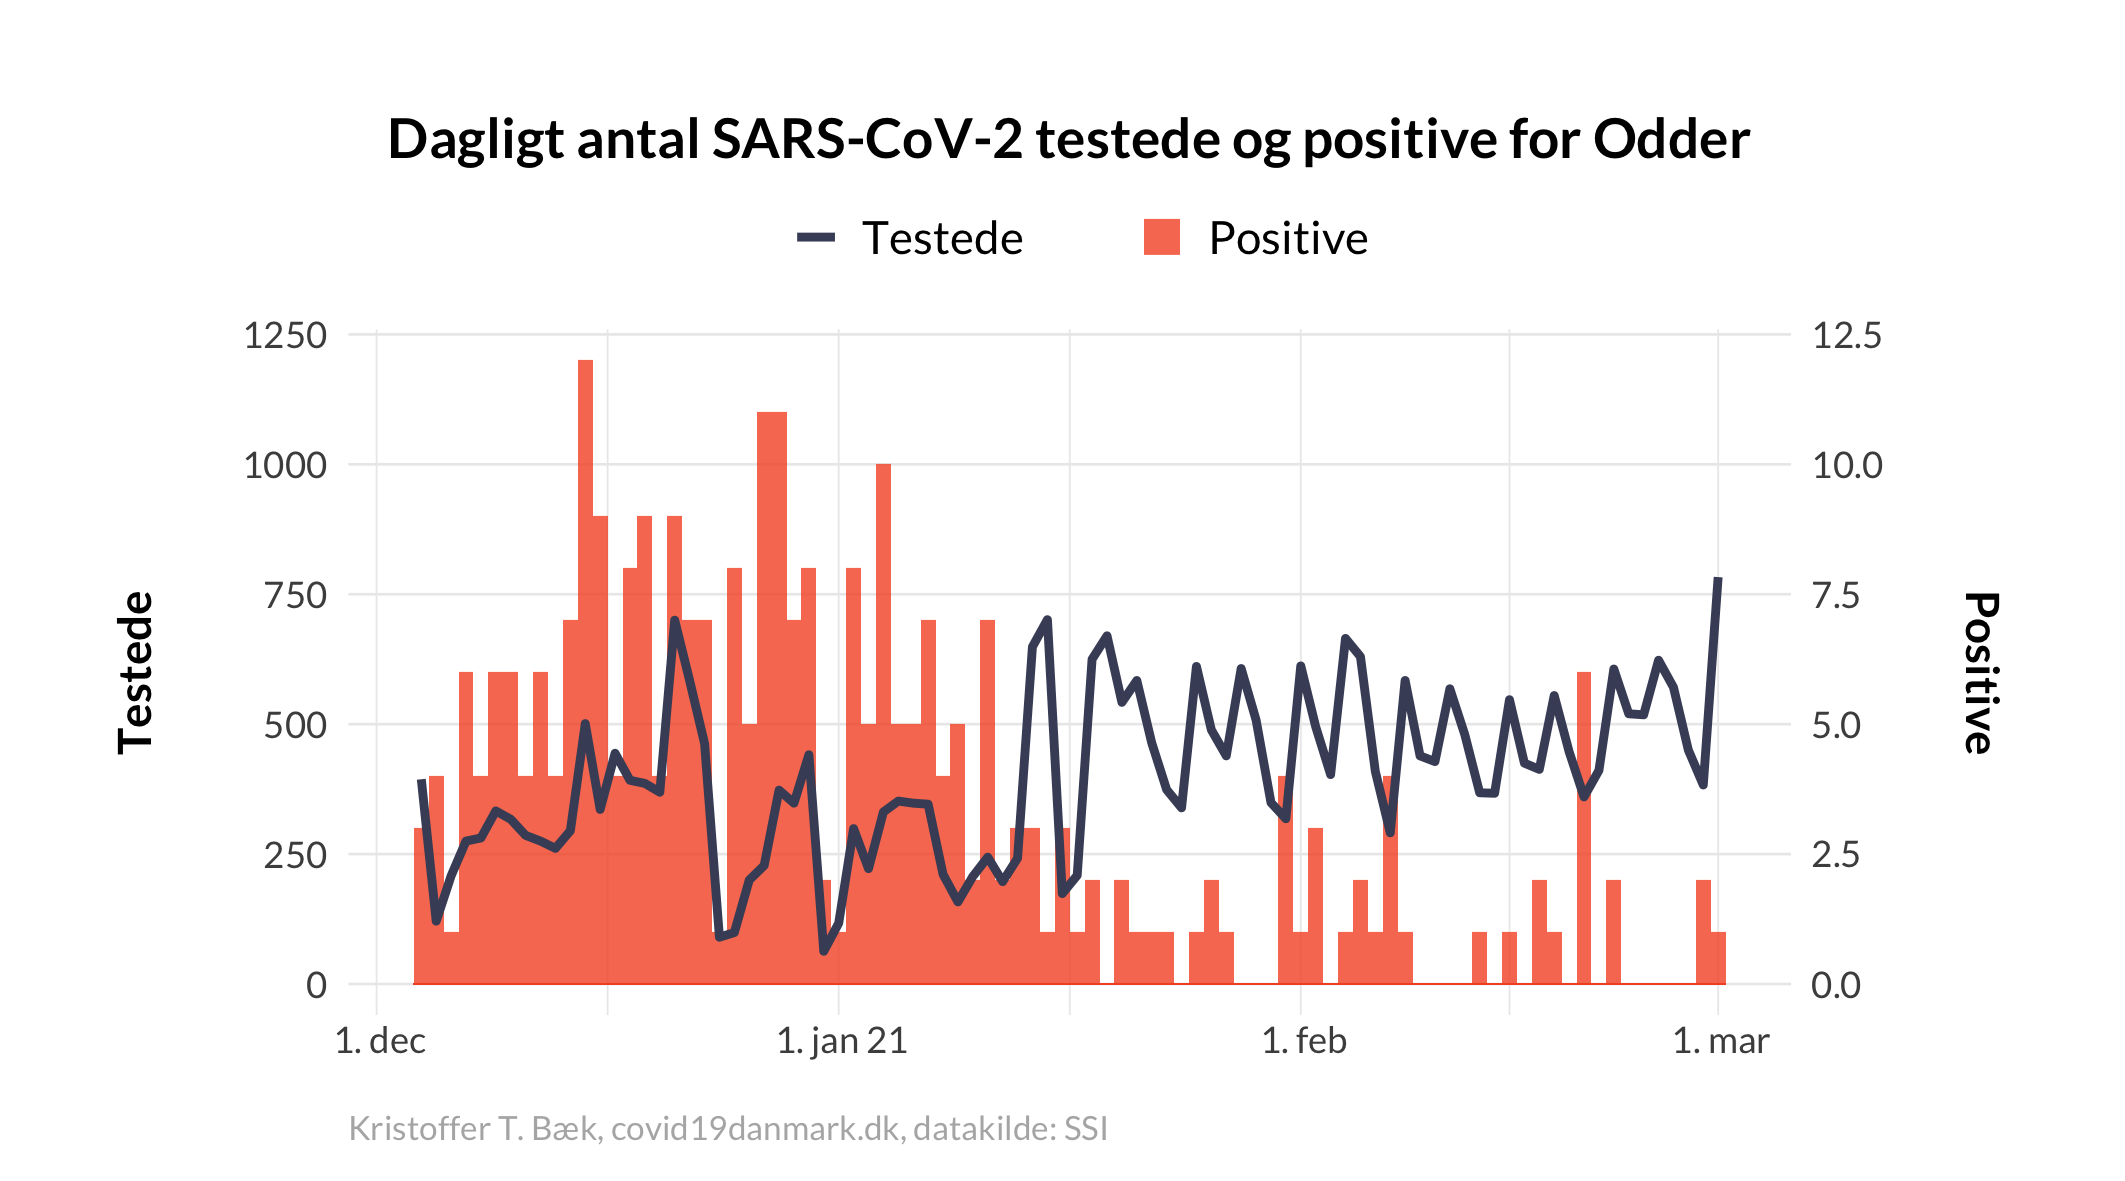 Dagligt antal SARS-CoV-2 testede og positive for Odder
Testede
Positive
1250
1000
750
500
250
0
Testede
12.5
10.0
7.5
5.0
2.5
0.0
Positive
1. dec
1. jan 21
1. feb
1. mar
Kristoffer T. Bæk, covid19danmark.dk, datakilde: SSI